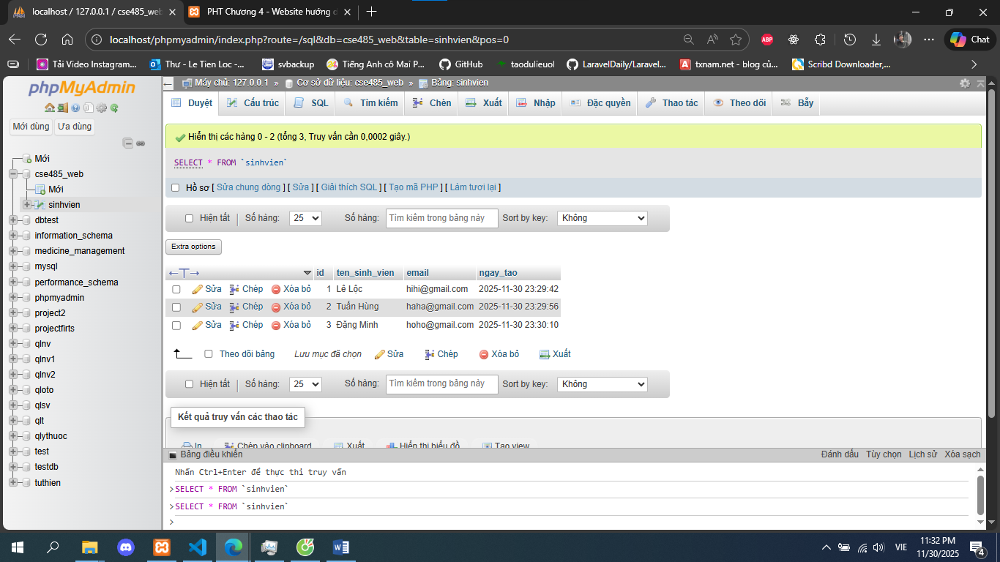 localhost / 127.0.0.1 / cse485_we
PHT Chương 4 - Website hướng d
localhost/phpmyadmin/index.php?route=/sql&db=cse485_web&table=sinhvien&pos=0
ABP
Chat
Tải Video Instagram...
Thư - Le Tien Loc -...
svbackup
Tiếng Anh cô Mai P...
GitHub
taodulieuol
LaravelDaily/Laravel...
txnam.net - blog củ...
Scribd Downloader,...
phpMyAdmin
Mới dùng
Ưa dùng
Mới
cse485_web
Mới
sinhvien
dbtest
information_schema
medicine_management
mysql
performance_schema
phpmyadmin
project2
projectfirts
qlnv
qlnv1
qlnv2
qloto
qlsv
qlt
qlythuoc
test
testdb
tuthien
Máy chủ: 127.0.0.1 » Cơ sở dữ liệu: cse485_web » Bảng: sinhvien
Duyệt
Cấu trúc
SQL
Tìm kiếm
Chèn
Xuất
Nhập
Đặc quyền
Thao tác
Theo dõi
Bẫy
Hiển thị các hàng 0 - 2 (tổng 3, Truy vấn cần 0,0002 giây.)
SELECT * FROM `sinhvien`
Hồ sơ [ Sửa chung dòng ] [ Sửa ] [ Giải thích SQL ] [ Tạo mã PHP ] [ Làm tươi lại ]
Hiện tất | Số hàng: 25 Số hàng: Tìm kiếm trong bảng này Sort by key: Không
Extra options
←T→ id ten_sinh_vien email ngay_tao
Sửa Chép Xóa bỏ 1 Lê Lộc hihi@gmail.com 2025-11-30 23:29:42
Sửa Chép Xóa bỏ 2 Tuấn Hùng haha@gmail.com 2025-11-30 23:29:56
Sửa Chép Xóa bỏ 3 Đặng Minh hoho@gmail.com 2025-11-30 23:30:10
Theo dõi bảng Lưu mục đã chọn Sửa Chép Xóa bỏ Xuất
Hiện tất | Số hàng: 25 Số hàng: Tìm kiếm trong bảng này Sort by key: Không
Kết quả truy vấn các thao tác
In Chép vào clipboard Xuất Hiển thị biểu đồ Tạo view
Bảng điều khiển Đánh dấu Tùy chọn Lịch sử Xóa sạch
Nhấn Ctrl+Enter để thực thi truy vấn
>SELECT * FROM `sinhvien`
>SELECT * FROM `sinhvien`
>
VIE
11:32 PM
11/30/2025
4